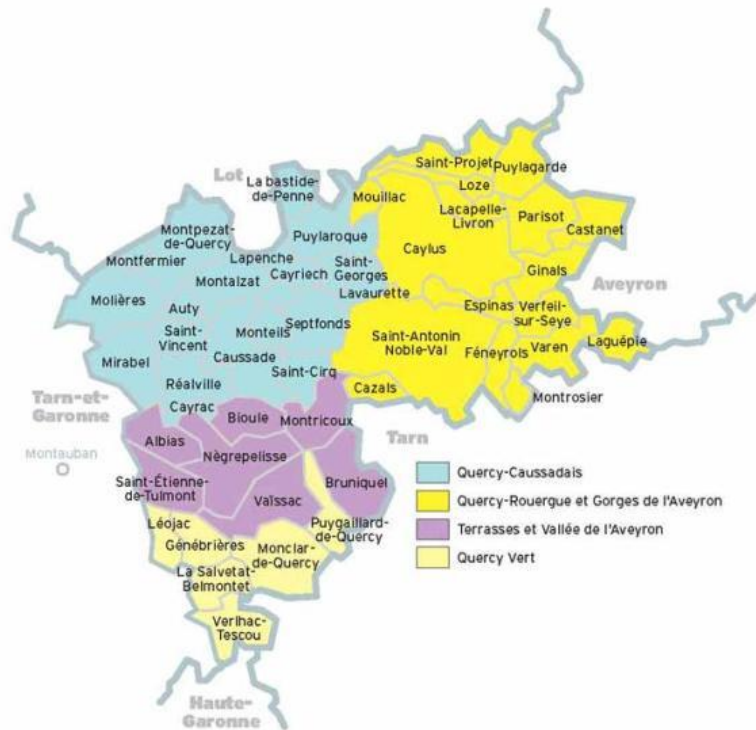 Saint-Projet
Puylagarde
Lot
La bastide-
de-Penne
Loze
Mouillac
Lacapelle-
Livron
Parisot
Castanet
Montpezat-
de-Quercy
Puylaroque
Caylus
Montfermier
Lapenche
Saint-
Georges
Cayriech
Ginals
Montalzat
Aveyron
Molières
Lavaurette
Auty
Espinas
Verfeil-
sur-Seye
Saint-
Vincent
Monteils
Septfonds
Saint-Antonin
Noble-Val
Laguépie
Mirabel
Caussade
Féneyrols
Varen
Saint-Cirq
Réalville
Cazals
Tarn-et-
Garonne
Cayrac
Bioule
Montricoux
Montrosier
Albias
Tarn
Montauban
Nègrepelisse
Saint-Étienne-
de-Tulmont
Bruniquel
Vaïssac
Léojac
Puygaillard-
de-Quercy
Génébrières
Monclar-
de-Quercy
La Salvetat-
Belmontet
Verlhac-
Tescou
Haute-
Garonne
Quercy-Caussadais
Quercy-Rouergue et Gorges de l'Aveyron
Terrasses et Vallée de l'Aveyron
Quercy Vert